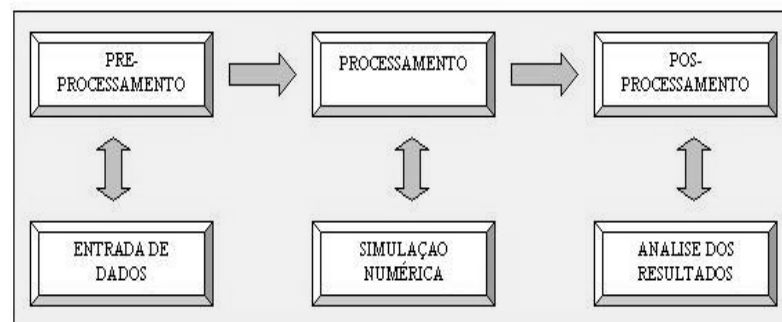 PRE-
PROCESSAMENTO
PROCESSAMENTO
POS-
PROCESSAMENTO
ENTRADA DE
DADOS
SIMULAÇAO
NUMÉRICA
ANALISE DOS
RESULTADOS